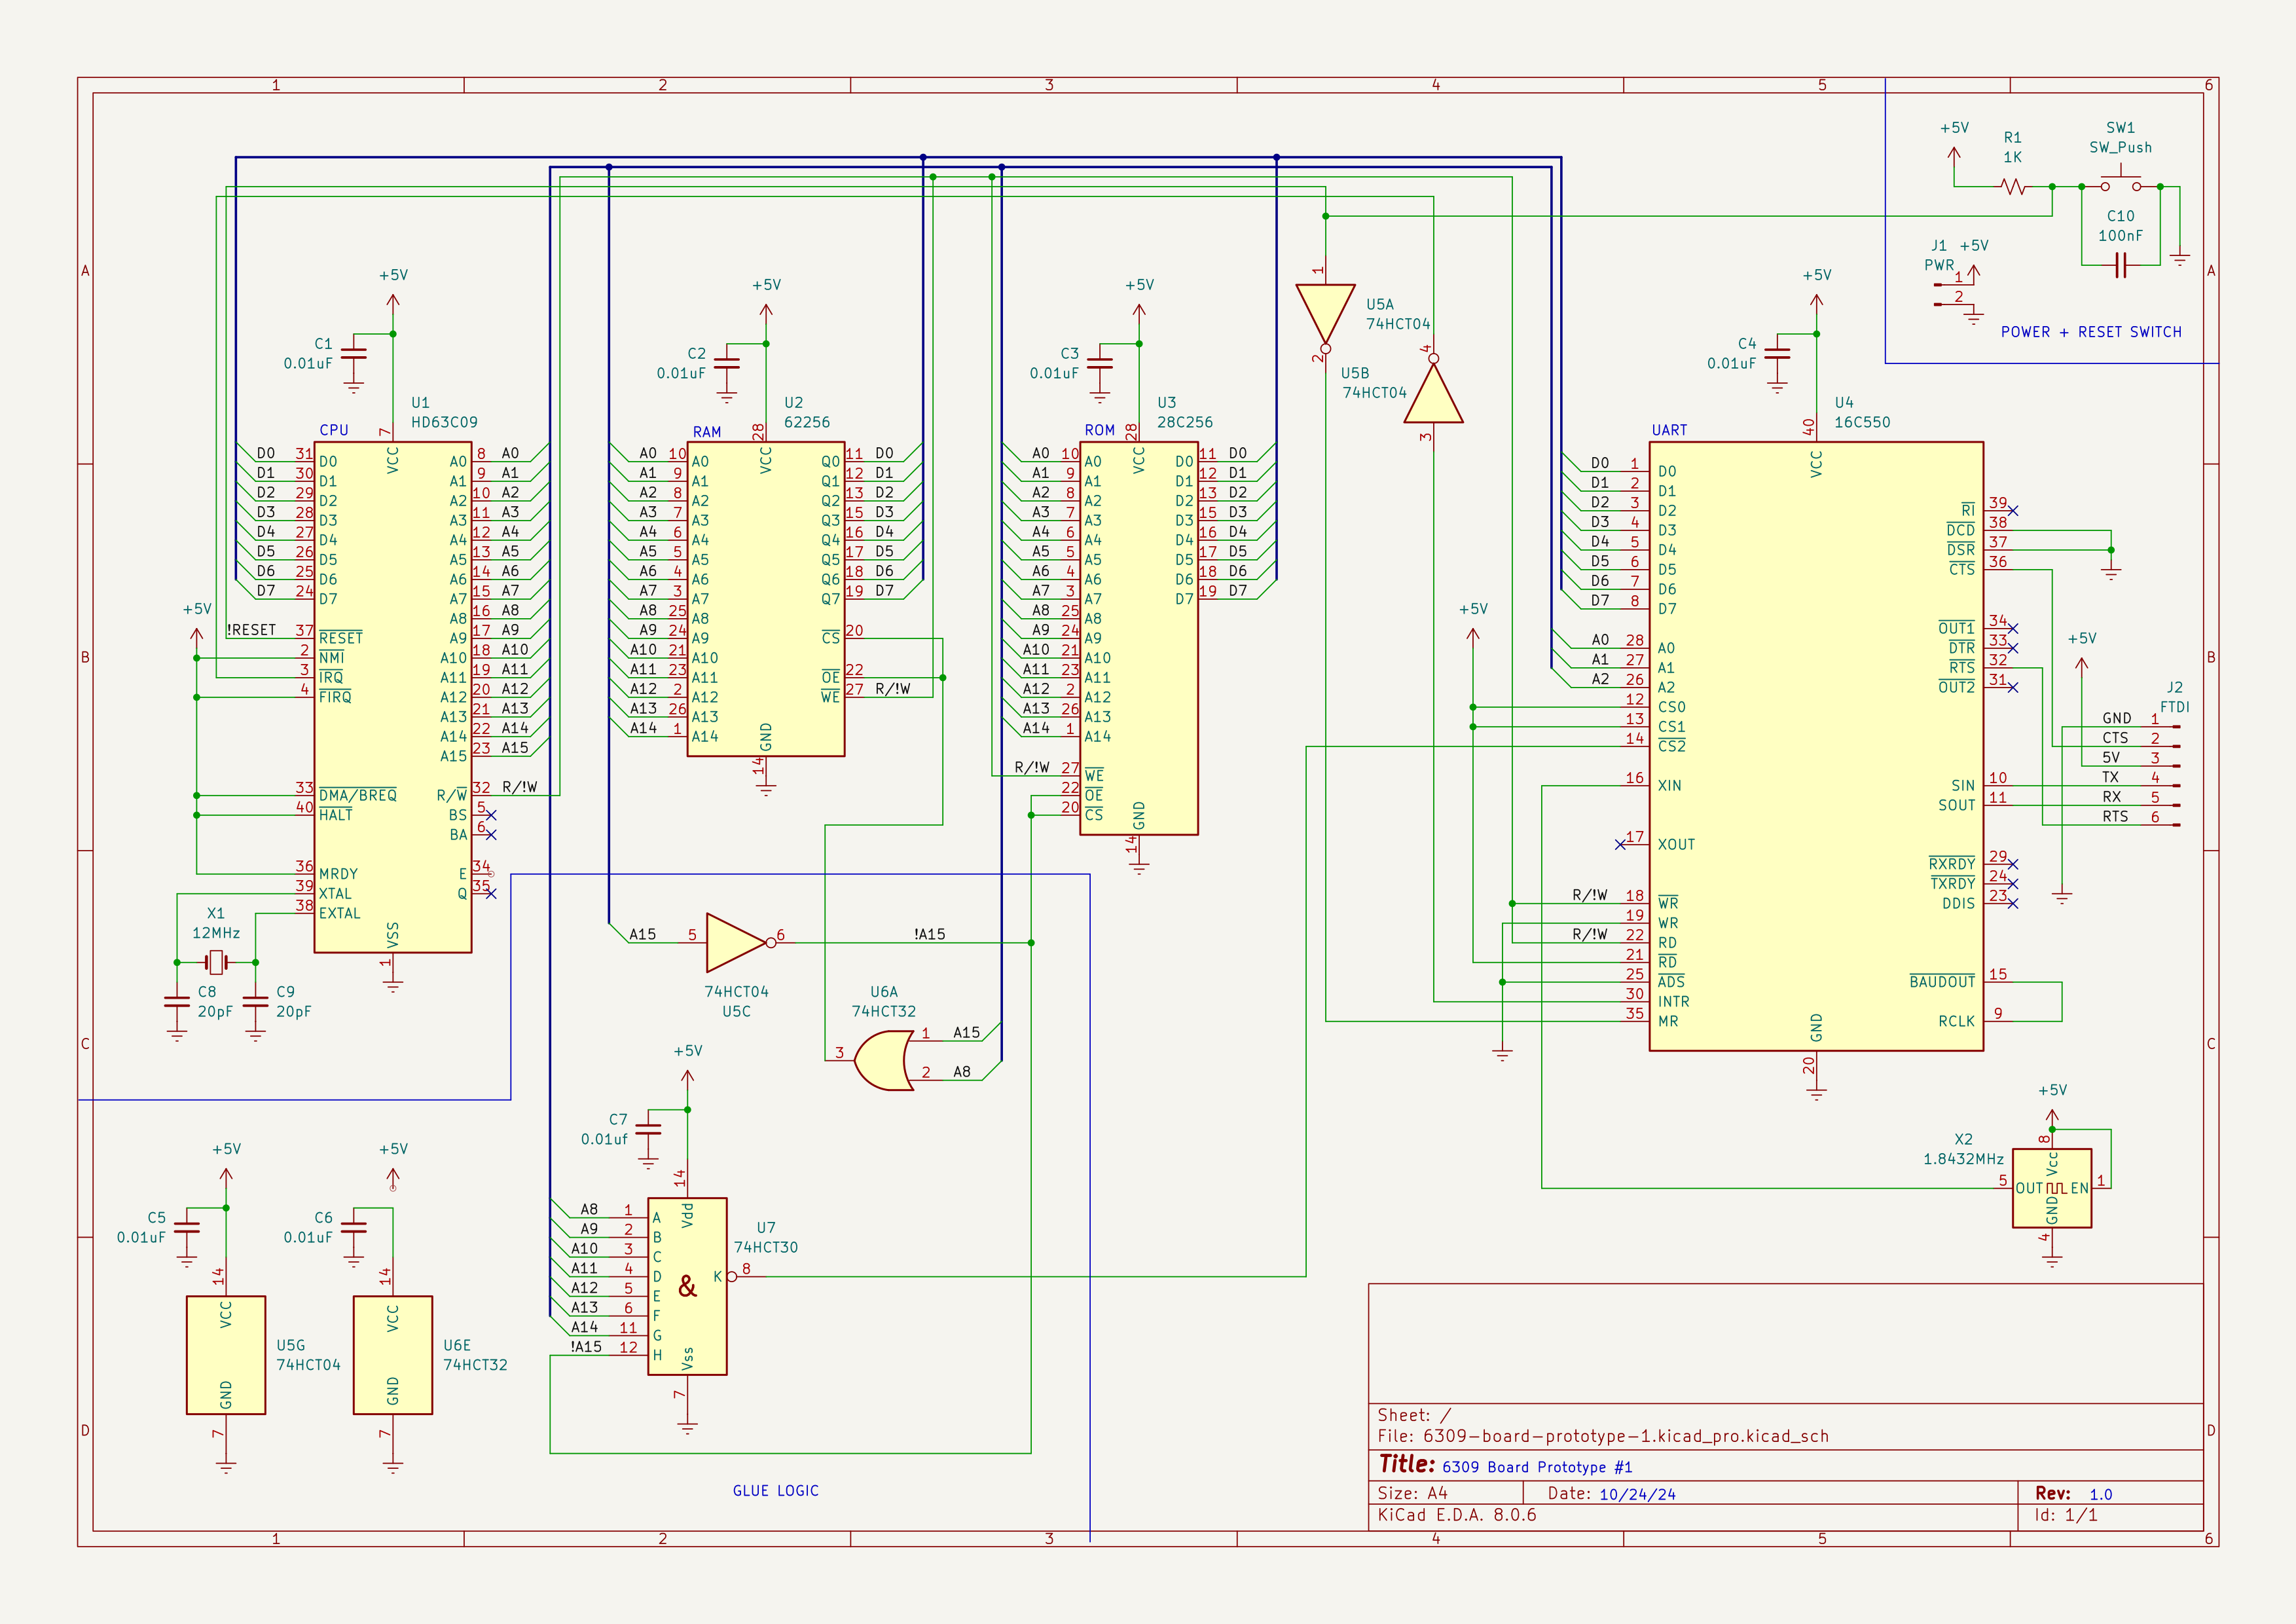 1 2 3 4 5 6
A A
B B
C C
D D
1 2 3 4 5 6
+5V
R1
1K
SW1
SW_Push
C10
100nF
J1 +5V
PWR
1
2
POWER + RESET SWITCH
+5V
C1
0.01uF
U1
HD63C09
CPU
7
VCC
D0 31 D0
D1 30 D1
D2 29 D2
D3 28 D3
D4 27 D4
D5 26 D5
D6 25 D6
D7 24 D7
+5V
!RESET 37 RESET
2 NMI
3 IRQ
4 FIRQ
33 DMA/BREQ
40 HALT
36 MRDY
39 XTAL
38 EXTAL
A0 8 A0
A1 9 A1
A2 10 A2
A3 11 A3
A4 12 A4
A5 13 A5
A6 14 A6
A7 15 A7
A8 16 A8
A9 17 A9
A10 18 A10
A11 19 A11
A12 20 A12
A13 21 A13
A14 22 A14
A15 23 A15
R/W 32 R/!W
BS 5
BA 6
E 34
Q 35
VSS
1
X1
12MHz
C8
20pF
C9
20pF
+5V
C2
0.01uF
U2
62256
RAM
28
VCC
A0 10 A0
A1 9 A1
A2 8 A2
A3 7 A3
A4 6 A4
A5 5 A5
A6 4 A6
A7 3 A7
A8 25 A8
A9 24 A9
A10 21 A10
A11 23 A11
A12 2 A12
A13 26 A13
A14 1 A14
Q0 11 D0
Q1 12 D1
Q2 13 D2
Q3 15 D3
Q4 16 D4
Q5 17 D5
Q6 18 D6
Q7 19 D7
CS 20
OE 22
WE 27 R/!W
GND
14
+5V
C3
0.01uF
U3
28C256
ROM
28
VCC
A0 10 A0
A1 9 A1
A2 8 A2
A3 7 A3
A4 6 A4
A5 5 A5
A6 4 A6
A7 3 A7
A8 25 A8
A9 24 A9
A10 21 A10
A11 23 A11
A12 2 A12
A13 26 A13
A14 1 A14
R/!W 27 WE
22 OE
20 CS
D0 11 D0
D1 12 D1
D2 13 D2
D3 15 D3
D4 16 D4
D5 17 D5
D6 18 D6
D7 19 D7
GND
14
1
U5A
74HCT04
2
4
U5B
74HCT04
3
+5V
C4
0.01uF
U4
16C550
UART
40
VCC
D0 1 D0
D1 2 D1
D2 3 D2
D3 4 D3
D4 5 D4
D5 6 D5
D6 7 D6
D7 8 D7
+5V
A0 28 A0
A1 27 A1
A2 26 A2
12 CS0
13 CS1
14 CS2
16 XIN
17 XOUT
R/!W 18 WR
19 WR
R/!W 22 RD
21 RD
25 ADS
30 INTR
35 MR
RI 39
DCD 38
DSR 37
CTS 36
OUT1 34
DTR 33
RTS 32
OUT2 31
SIN 10
SOUT 11
RXRDY 29
TXRDY 24
DDIS 23
BAUDOUT 15
RCLK 9
GND
20
+5V
J2
FTDI
GND 1
CTS 2
5V 3
TX 4
RX 5
RTS 6
+5V
X2
1.8432MHz
8
Vcc
5 OUT EN 1
GND
4
A15 5 6 !A15
74HCT04
U5C
U6A
74HCT32
3
1 A15
2 A8
+5V
C7
0.01uf
14
Vdd
A8 1 A
A9 2 B
A10 3 C
A11 4 D
A12 5 E
A13 6 F
A14 11 G
!A15 12 H
&
K 8
U7
74HCT30
Vss
7
+5V
C5
0.01uF
14
VCC
U5G
74HCT04
GND
7
+5V
C6
0.01uF
14
VCC
U6E
74HCT32
GND
7
GLUE LOGIC
Sheet: /
File: 6309-board-prototype-1.kicad_pro.kicad_sch
Title: 6309 Board Prototype #1
Size: A4 Date: 10/24/24 Rev: 1.0
KiCad E.D.A. 8.0.6 Id: 1/1